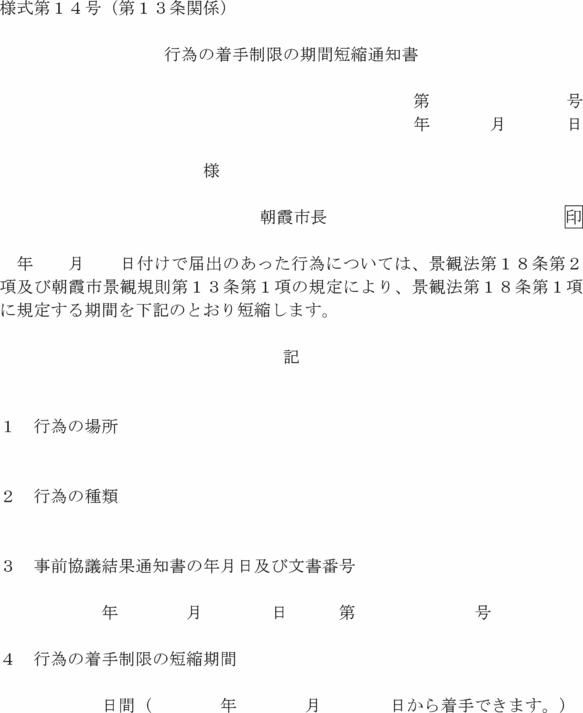 様式第１４号（第１３条関係）
行為の着手制限の期間短縮通知書
第　　　　　　　　号
年　　　月　　　日
様
朝霞市長　　　　　　　　　　　　　　印
年　　月　　日付けで届出のあった行為については、景観法第１８条第２
項及び朝霞市景観規則第１３条第１項の規定により、景観法第１８条第１項
に規定する期間を下記のとおり短縮します。
記
１　行為の場所
２　行為の種類
３　事前協議結果通知書の年月日及び文書番号
年　　　　月　　　　日　　　第　　　　　　　号
４　行為の着手制限の短縮期間
日間（　　　　年　　　　月　　　　日から着手できます。）